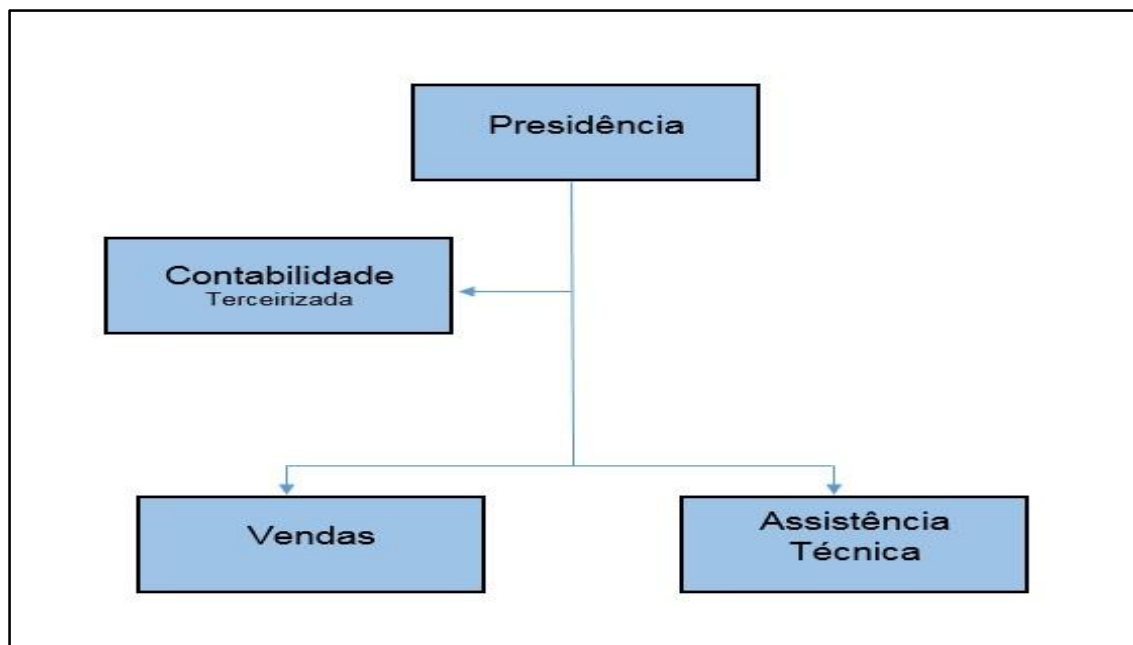 Presidência
Contabilidade
Terceirizada
Vendas
Assistência
Técnica